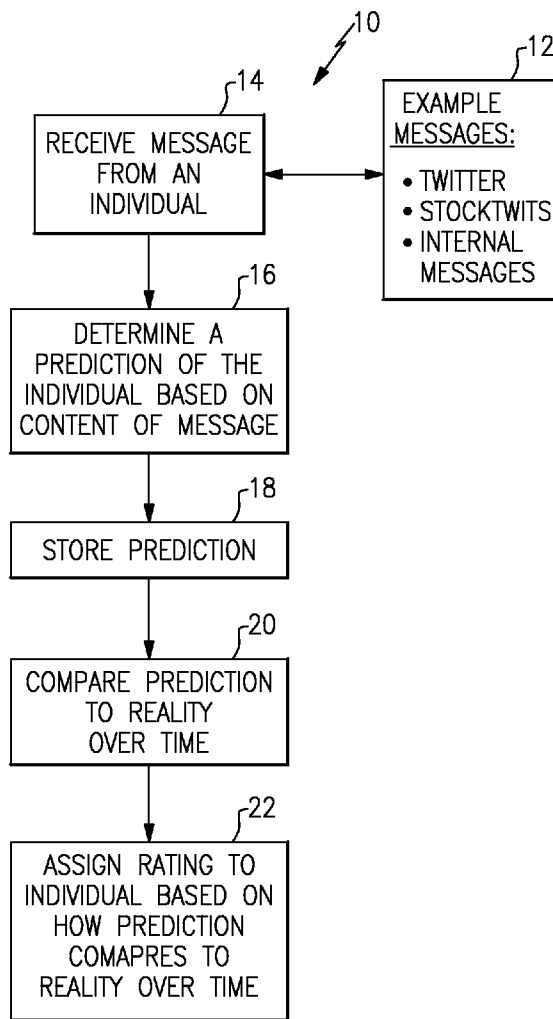 10
12
EXAMPLE
MESSAGES:
• TWITTER
• STOCKTWITS
• INTERNAL
MESSAGES
14
RECEIVE MESSAGE
FROM AN
INDIVIDUAL
16
DETERMINE A
PREDICTION OF THE
INDIVIDUAL BASED ON
CONTENT OF MESSAGE
18
STORE PREDICTION
20
COMPARE PREDICTION
TO REALITY
OVER TIME
22
ASSIGN RATING TO
INDIVIDUAL BASED ON
HOW PREDICTION
COMAPRES TO
REALITY OVER TIME